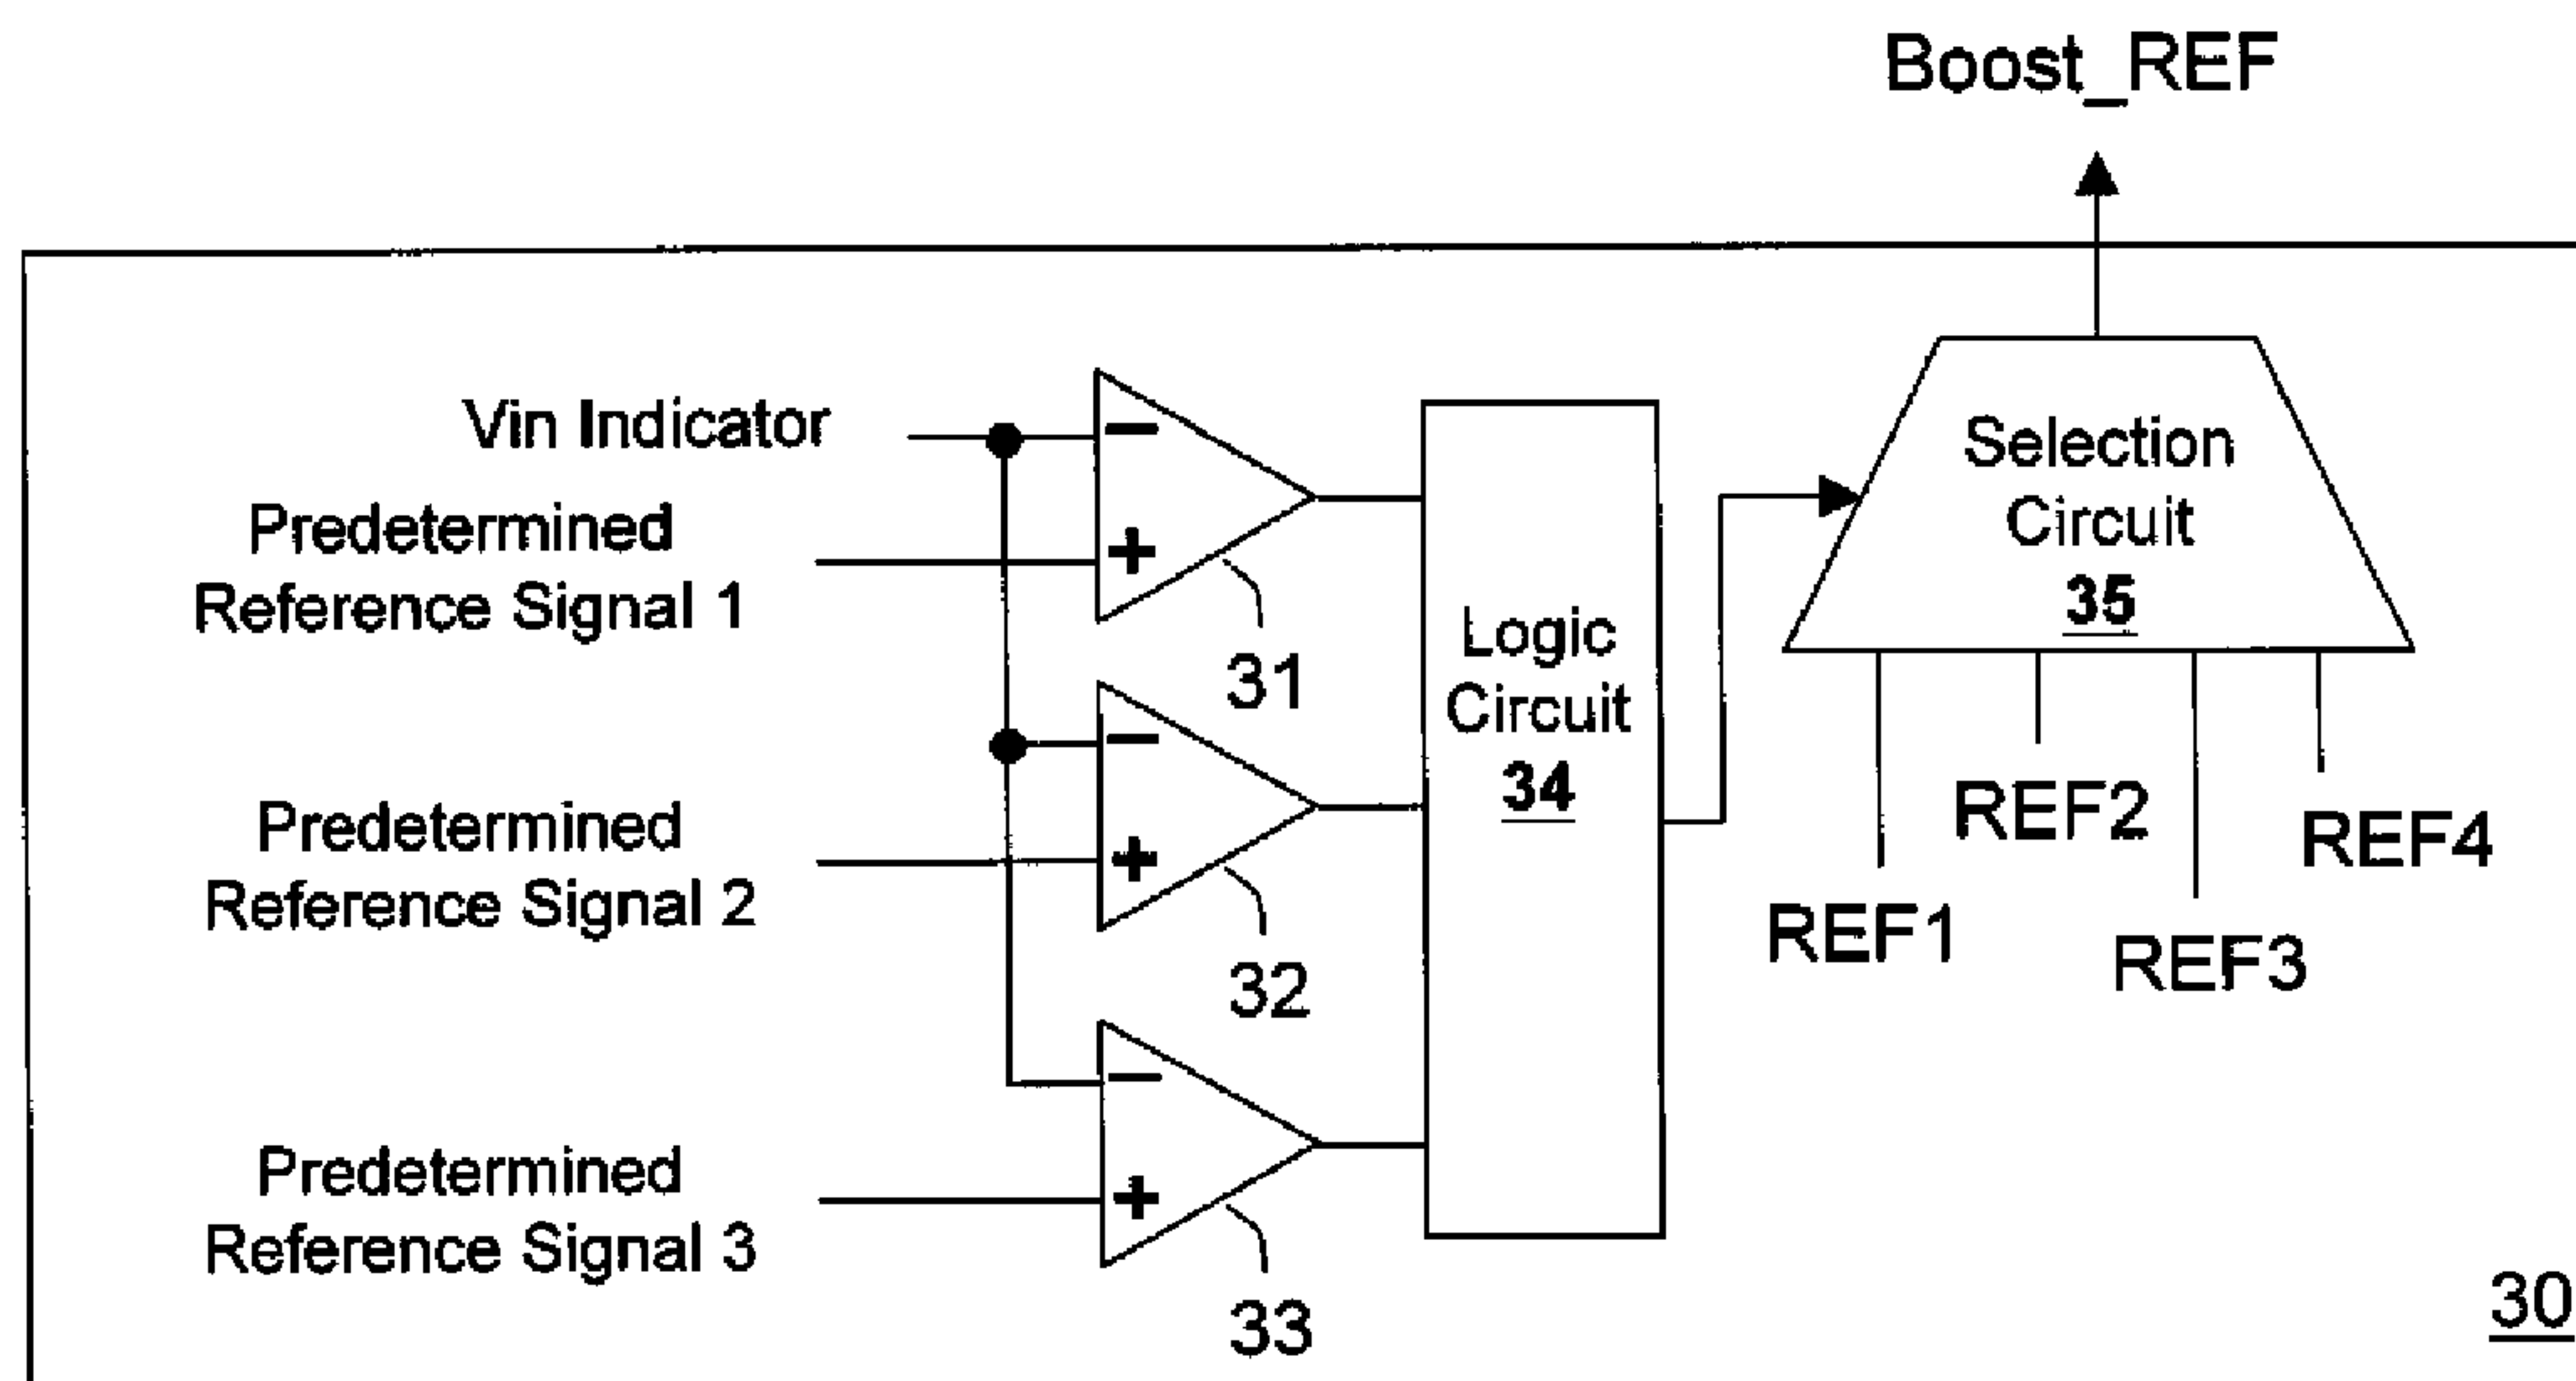 Boost_REF
Vin Indicator
Predetermined
Reference Signal 1
Predetermined
Reference Signal 2
Predetermined
Reference Signal 3
−
+
31
−
+
32
−
+
33
Logic
Circuit
34
Selection
Circuit
35
REF1
REF2
REF3
REF4
30